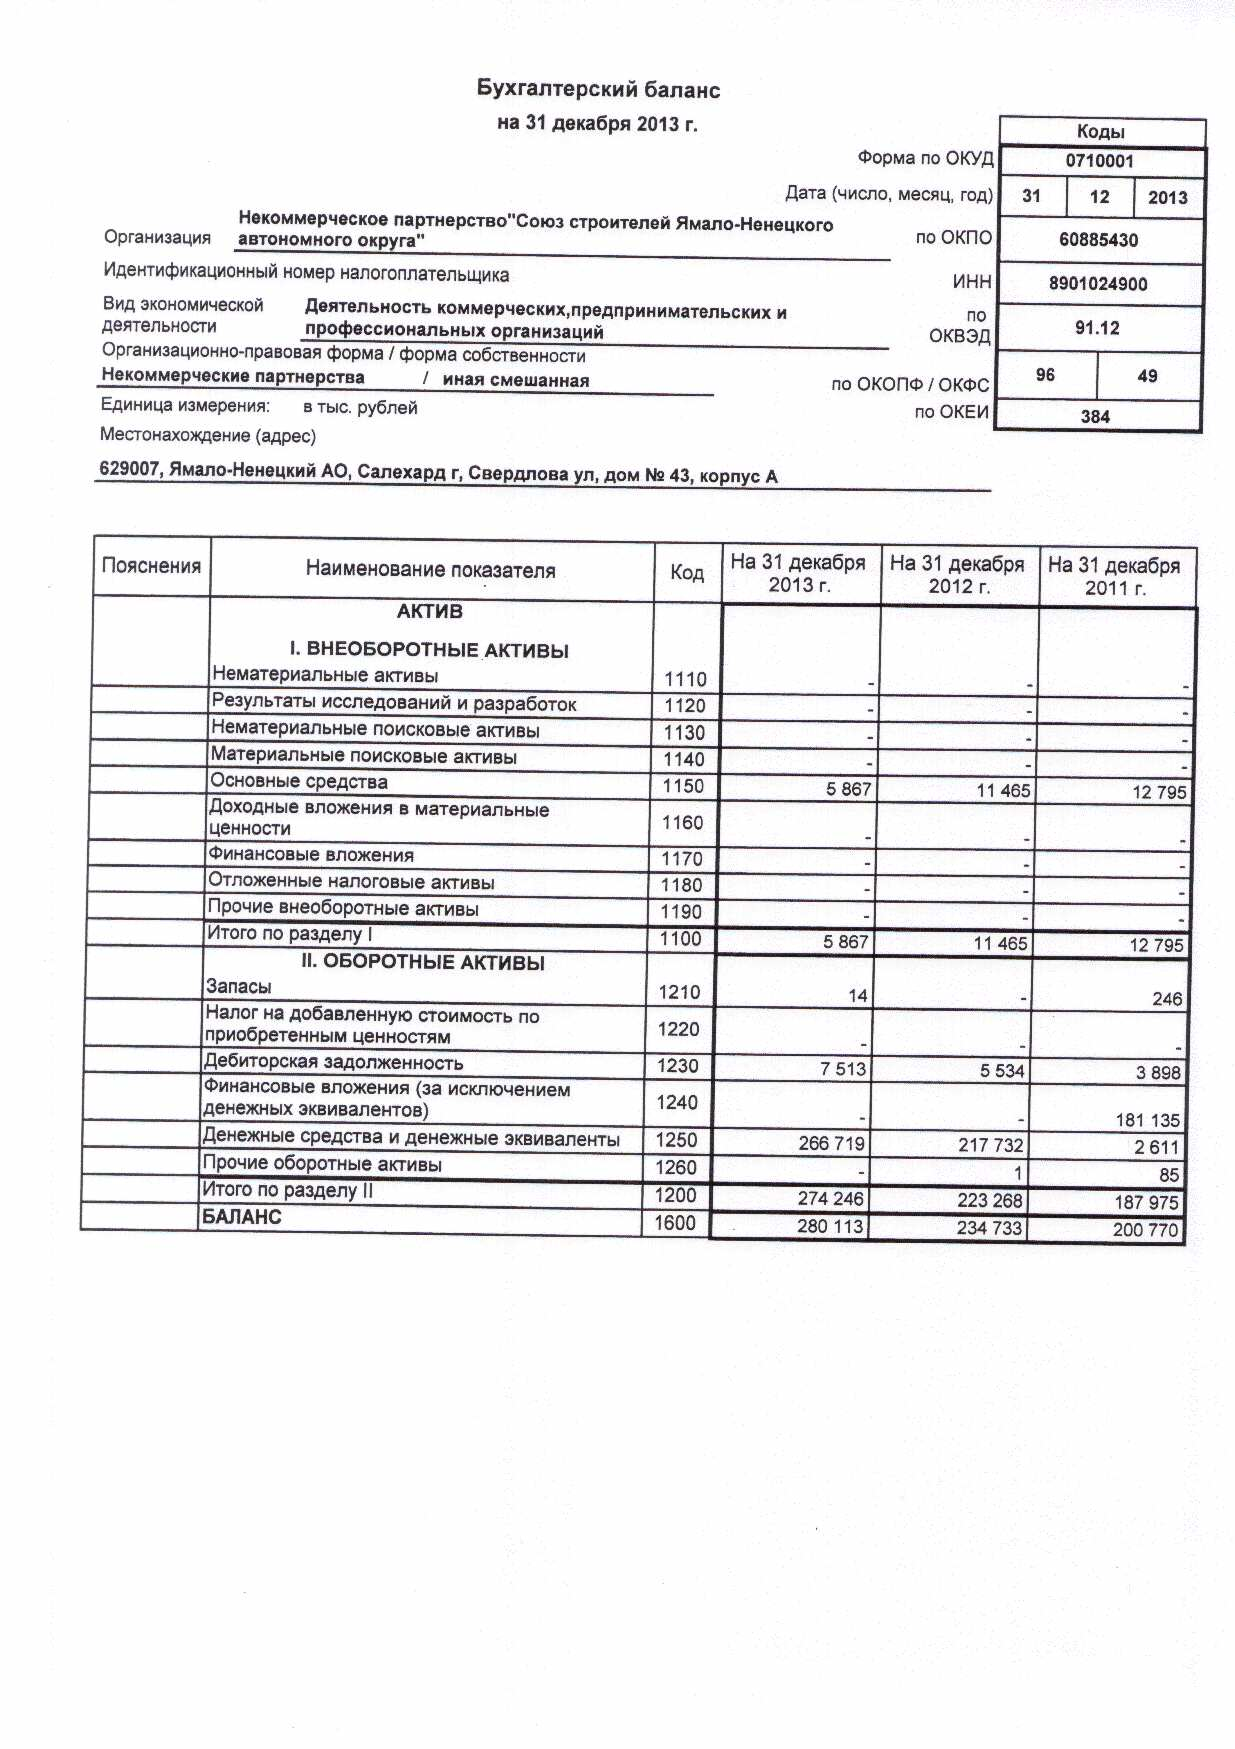 Бухгалтерский баланс
на 31 декабря 2013 г.
Коды
Форма по ОКУД 0710001
Дата (число, месяц, год) 31 12 2013
Некоммерческое партнерство"Союз строителей Ямало-Ненецкого
Организация автономного округа" по ОКПО 60885430
Идентификационный номер налогоплательщика ИНН 8901024900
Вид экономической Деятельность коммерческих,предпринимательских и по
деятельности профессиональных организаций ОКВЭД 91.12
Организационно-правовая форма / форма собственности
Некоммерческие партнерства / иная смешанная по ОКОПФ / ОКФС 96 49
Единица измерения: в тыс. рублей по ОКЕИ 384
Местонахождение (адрес)
629007, Ямало-Ненецкий АО, Салехард г, Свердлова ул, дом № 43, корпус А
Пояснения Наименование показателя Код На 31 декабря 2013 г. На 31 декабря 2012 г. На 31 декабря 2011 г.
АКТИВ
I. ВНЕОБОРОТНЫЕ АКТИВЫ
Нематериальные активы 1110 - - -
Результаты исследований и разработок 1120 - - -
Нематериальные поисковые активы 1130 - - -
Материальные поисковые активы 1140 - - -
Основные средства 1150 5 867 11 465 12 795
Доходные вложения в материальные
ценности 1160 - - -
Финансовые вложения 1170 - - -
Отложенные налоговые активы 1180 - - -
Прочие внеоборотные активы 1190 - - -
Итого по разделу I 1100 5 867 11 465 12 795
II. ОБОРОТНЫЕ АКТИВЫ
Запасы 1210 14 - 246
Налог на добавленную стоимость по
приобретенным ценностям 1220 - - -
Дебиторская задолженность 1230 7 513 5 534 3 898
Финансовые вложения (за исключением
денежных эквивалентов) 1240 - - 181 135
Денежные средства и денежные эквиваленты 1250 266 719 217 732 2 611
Прочие оборотные активы 1260 - 1 85
Итого по разделу II 1200 274 246 223 268 187 975
БАЛАНС 1600 280 113 234 733 200 770